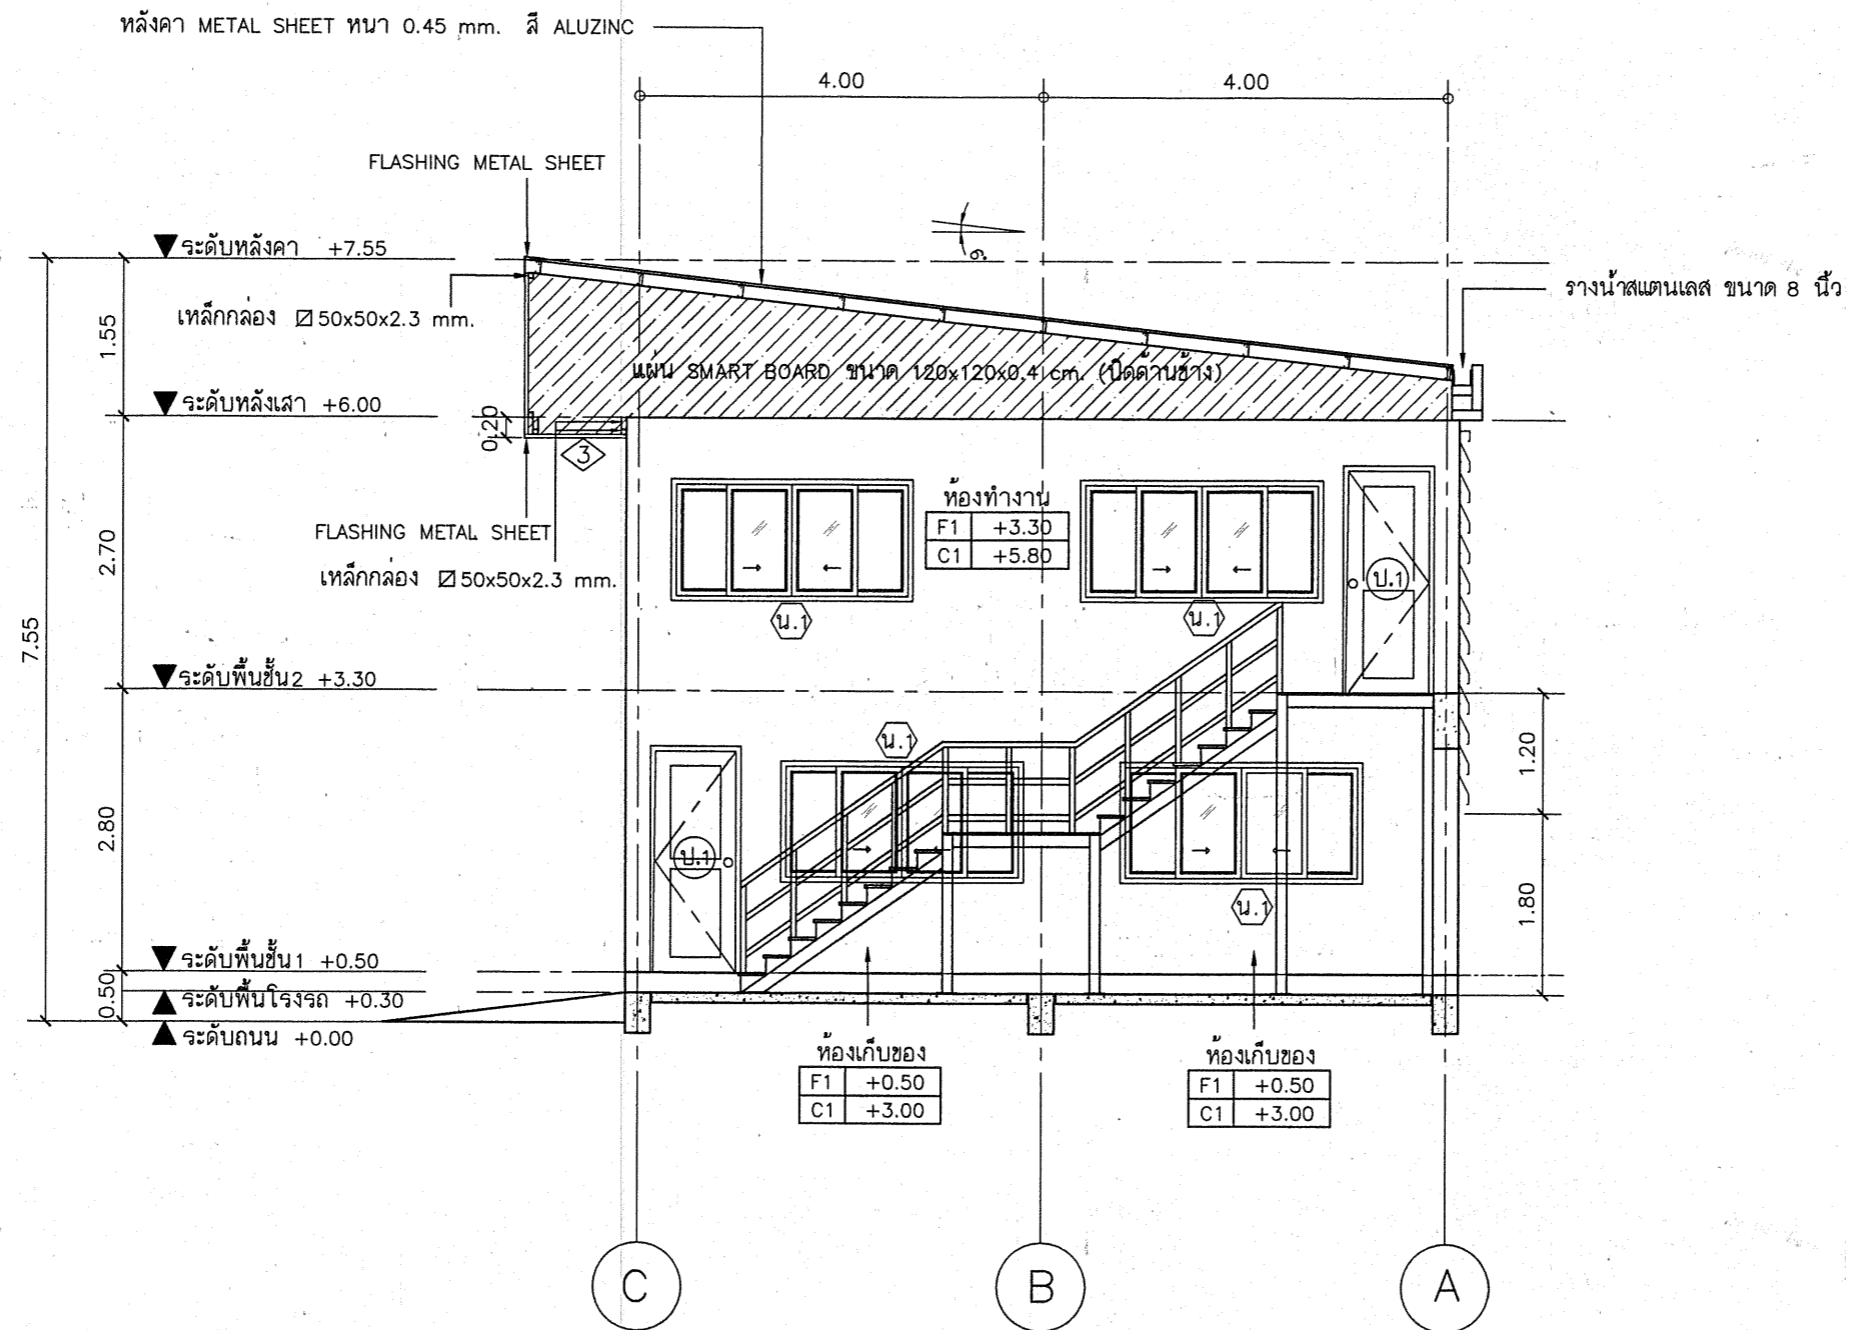 หลังคา METAL SHEET หนา 0.45 mm. สี ALUZINC
4.00
4.00
FLASHING METAL SHEET
ระดับหลังคา +7.55
เหล็กกล่อง 50x50x2.3 mm.
รางน้ำสแตนเลส ขนาด 8 นิ้ว
1.55
แผ่น SMART BOARD ขนาด 120x120x0.4 cm. (ปิดด้านข้าง)
ระดับหลังเสา +6.00
0.20
3
FLASHING METAL SHEET
เหล็กกล่อง 50x50x2.3 mm.
ห้องทำงาน
F1 +3.30
C1 +5.80
ป.1
น.1
น.1
2.70
7.55
ระดับพื้นชั้น2 +3.30
น.1
1.20
2.80
ป.1
น.1
1.80
ระดับพื้นชั้น1 +0.50
0.50
ระดับพื้นโรงรถ +0.30
ระดับถนน +0.00
ห้องเก็บของ
F1 +0.50
C1 +3.00
ห้องเก็บของ
F1 +0.50
C1 +3.00
C
B
A